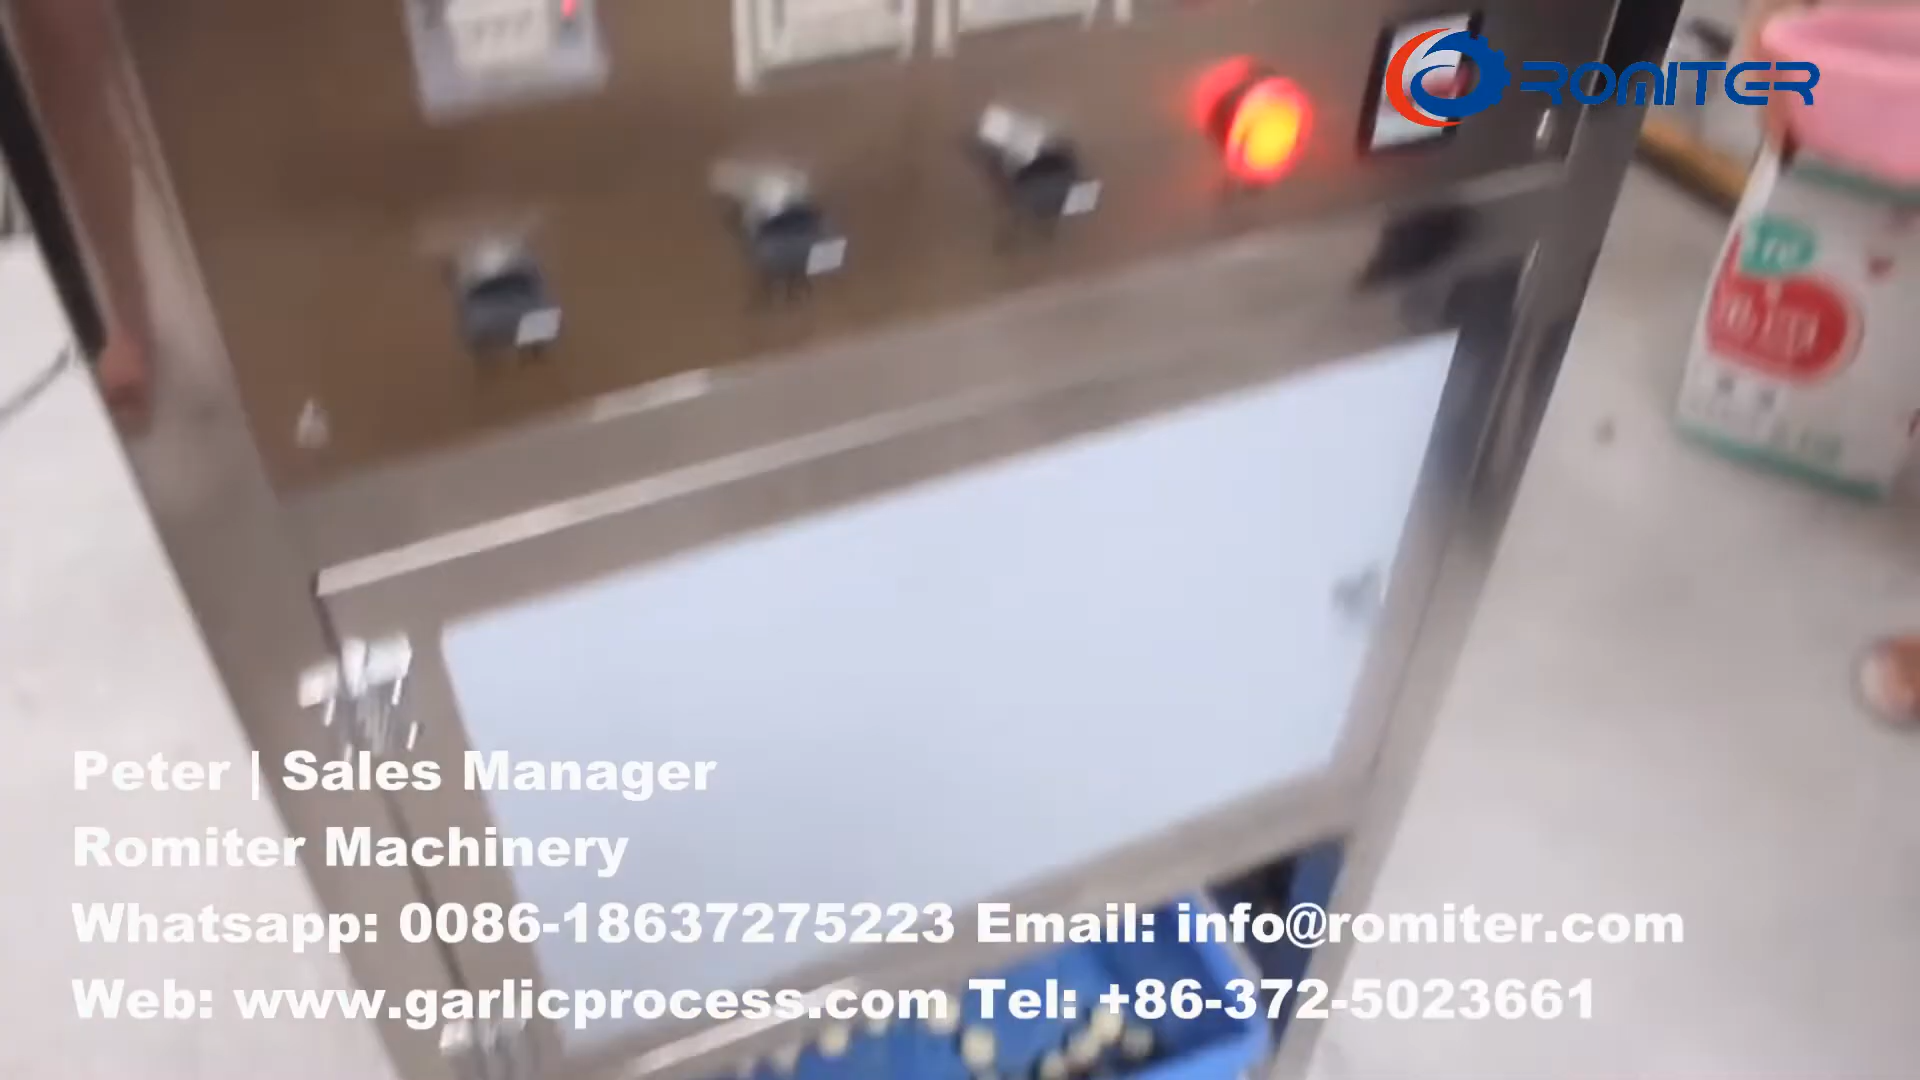 ROMITER
Peter | Sales Manager
Romiter Machinery
Whatsapp: 0086-18637275223 Email: info@romiter.com
Web: www.garlicprocess.com Tel: +86-372-5023661